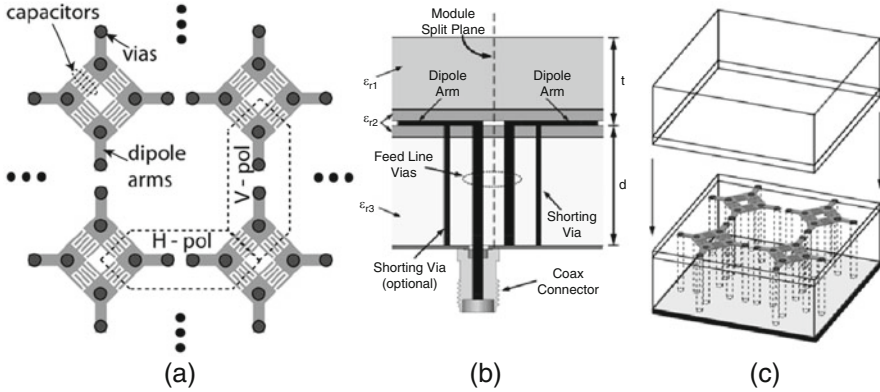 capacitors
vias
dipole
arms
V - pol
H - pol
(a)
Module
Split Plane
Dipole
Arm
Dipole
Arm
εr1
εr2
εr3
t
d
Feed Line
Vias
Shorting
Via
Shorting Via
(optional)
Coax
Connector
(b)
(c)